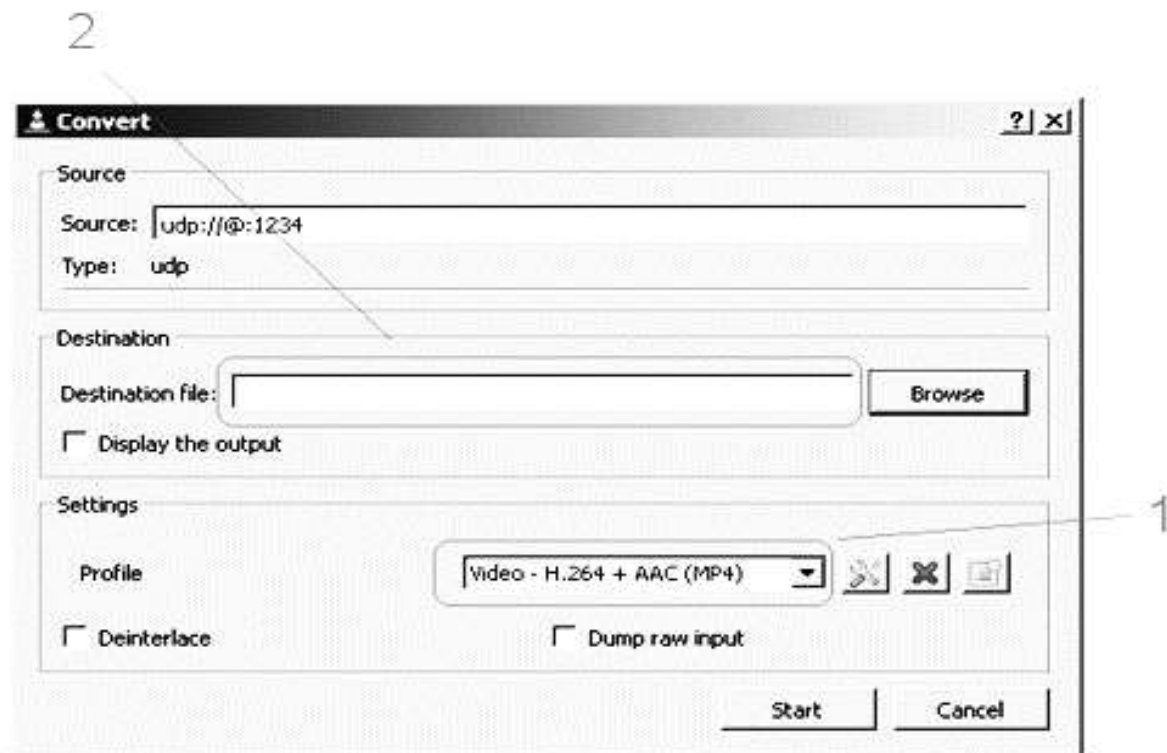 2
Convert
Source
Source: udp://@:1234
Type: udp
Destination
Destination file: Browse
Display the output
Settings
1
Profile Video - H.264 + AAC (MP4)
Deinterlace Dump raw input
Start Cancel